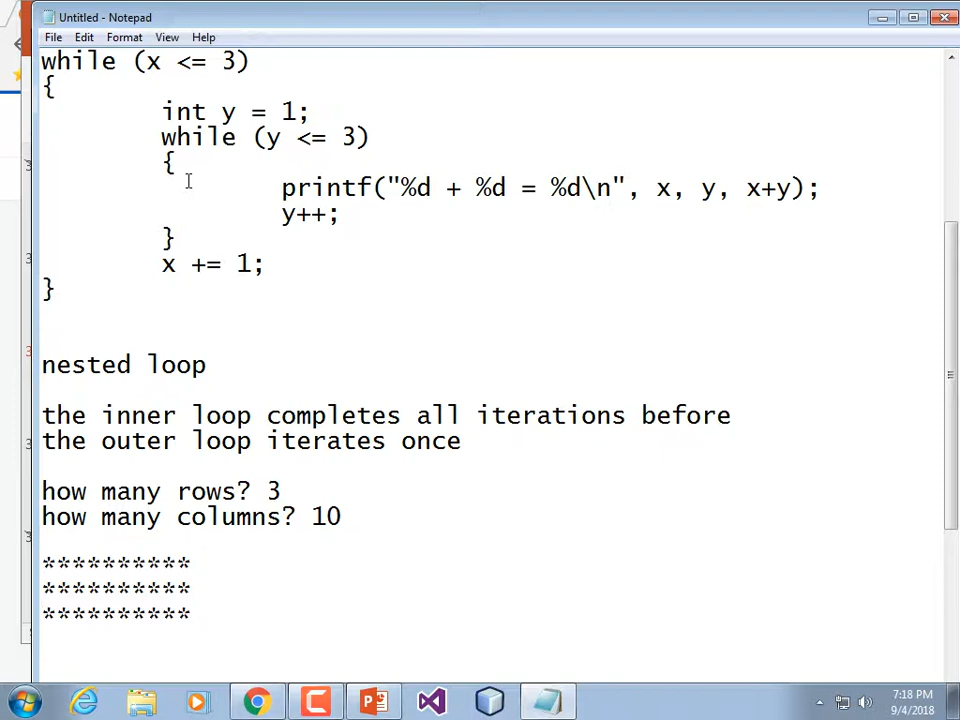 Untitled - Notepad
File Edit Format View Help
while (x <= 3)
{
int y = 1;
while (y <= 3)
{
printf("%d + %d = %d\n", x, y, x+y);
y++;
}
x += 1;
}
nested loop
the inner loop completes all iterations before
the outer loop iterates once
how many rows? 3
how many columns? 10
**********
**********
**********
7:18 PM
9/4/2018